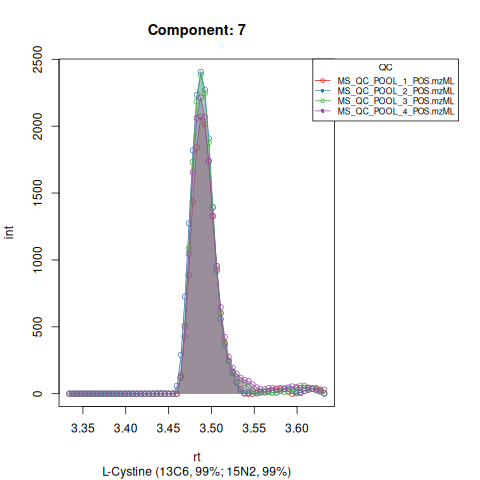 Component: 7
QC
MS_QC_POOL_1_POS.mzML
MS_QC_POOL_2_POS.mzML
MS_QC_POOL_3_POS.mzML
MS_QC_POOL_4_POS.mzML
int
2500
2000
1500
1000
500
0
3.35 3.40 3.45 3.50 3.55 3.60
rt
L-Cystine (13C6, 99%; 15N2, 99%)